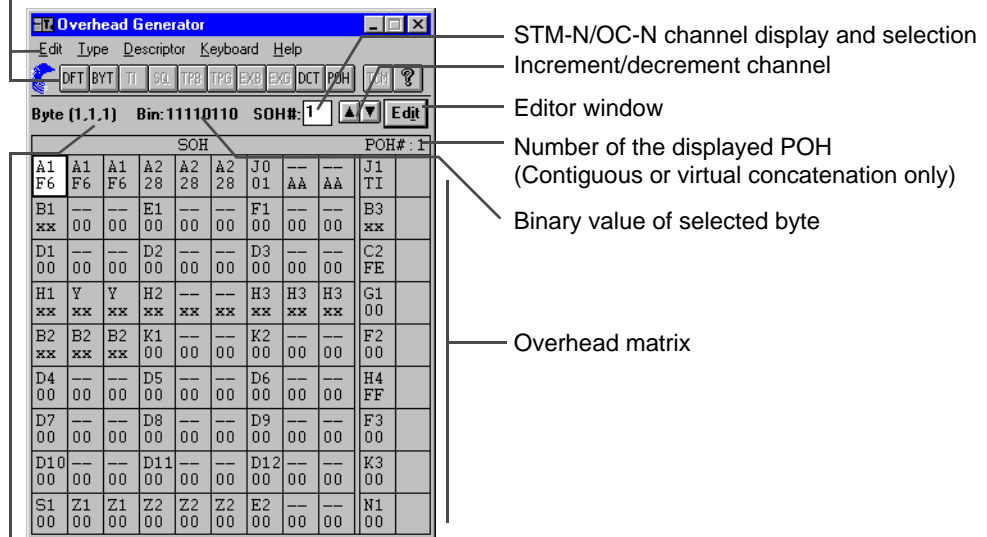 Overhead Generator
Edit Type Descriptor Keyboard Help
DFT BYT TI SQ. TPB TPG EXB EXG DCT POH TCM ?
Byte (1,1,1) Bin:11110110 SOH#: 1 Edit
SOH POH#:1
A1 A1 A1 A2 A2 A2 J0 -- -- J1
F6 F6 F6 28 28 28 01 AA AA TI
B1 -- -- E1 -- -- F1 -- -- B3
xx 00 00 00 00 00 00 00 00 xx
D1 -- -- D2 -- -- D3 -- -- C2
00 00 00 00 00 00 00 00 00 FE
H1 Y Y H2 -- -- H3 H3 H3 G1
xx xx xx xx xx xx xx xx xx 00
B2 B2 B2 K1 -- -- K2 -- -- F2
xx xx xx 00 00 00 00 00 00 00
D4 -- -- D5 -- -- D6 -- -- H4
00 00 00 00 00 00 00 00 00 FF
D7 -- -- D8 -- -- D9 -- -- F3
00 00 00 00 00 00 00 00 00 00
D10 -- -- D11 -- -- D12 -- -- K3
00 00 00 00 00 00 00 00 00 00
S1 Z1 Z1 Z2 Z2 Z2 E2 -- -- N1
00 00 00 00 00 00 00 00 00 00
STM-N/OC-N channel display and selection
Increment/decrement channel
Editor window
Number of the displayed POH
(Contiguous or virtual concatenation only)
Binary value of selected byte
Overhead matrix